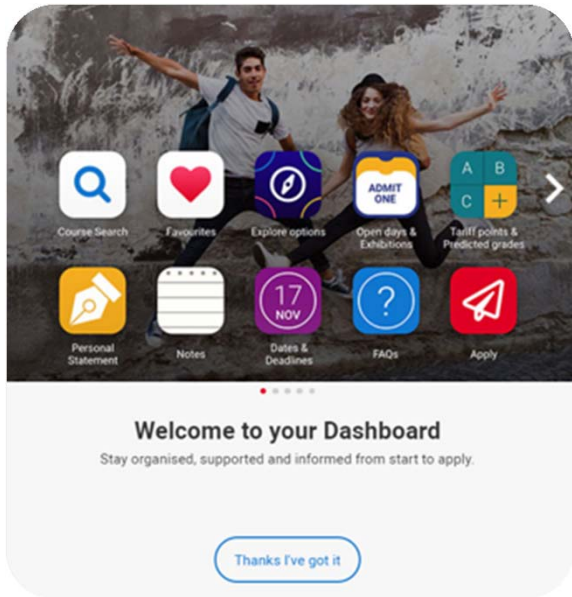 ADMIT
ONE
A B
C +
Course Search
Favourites
Explore options
Open days &
Exhibitions
Tariff points &
Predicted grades
17
NOV
?
Personal
Statement
Notes
Dates &
Deadlines
FAQs
Apply
Welcome to your Dashboard
Stay organised, supported and informed from start to apply.
Thanks I've got it